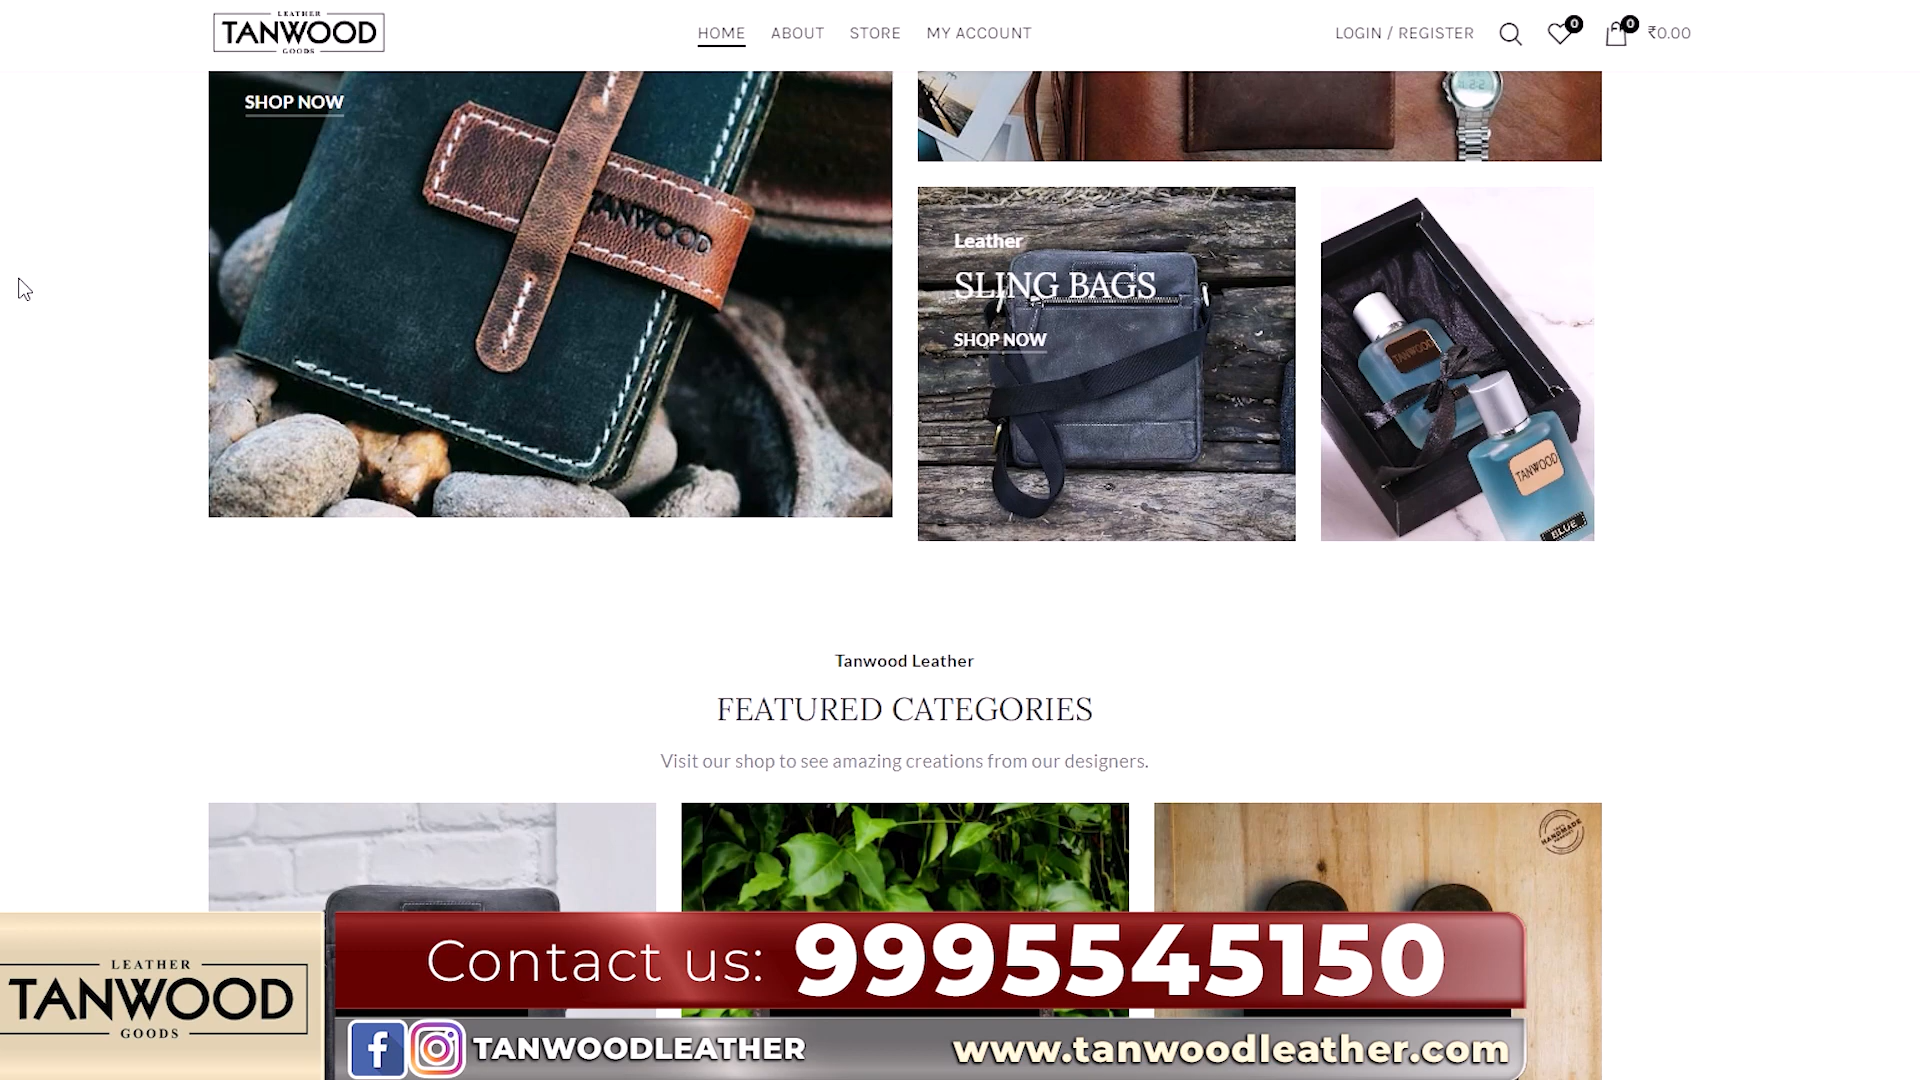 LEATHER
TANWOOD
GOODS
HOME
ABOUT
STORE
MY ACCOUNT
LOGIN / REGISTER
0
0
₹0.00
SHOP NOW
TANWOOD
Leather
SLING BAGS
SHOP NOW
TANWOOD
TANWOOD
BLUE
Tanwood Leather
FEATURED CATEGORIES
Visit our shop to see amazing creations from our designers.
HANDMADE
LEATHER
TANWOOD
GOODS
Contact us: 9995545150
TANWOODLEATHER
www.tanwoodleather.com